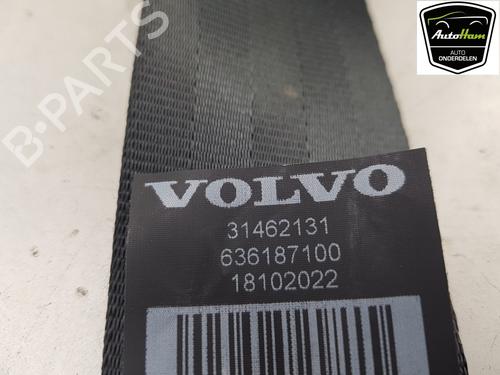 AutoHam
AUTO
ONDERDELEN
B-PARTS
VOLVO
31462131
636187100
18102022